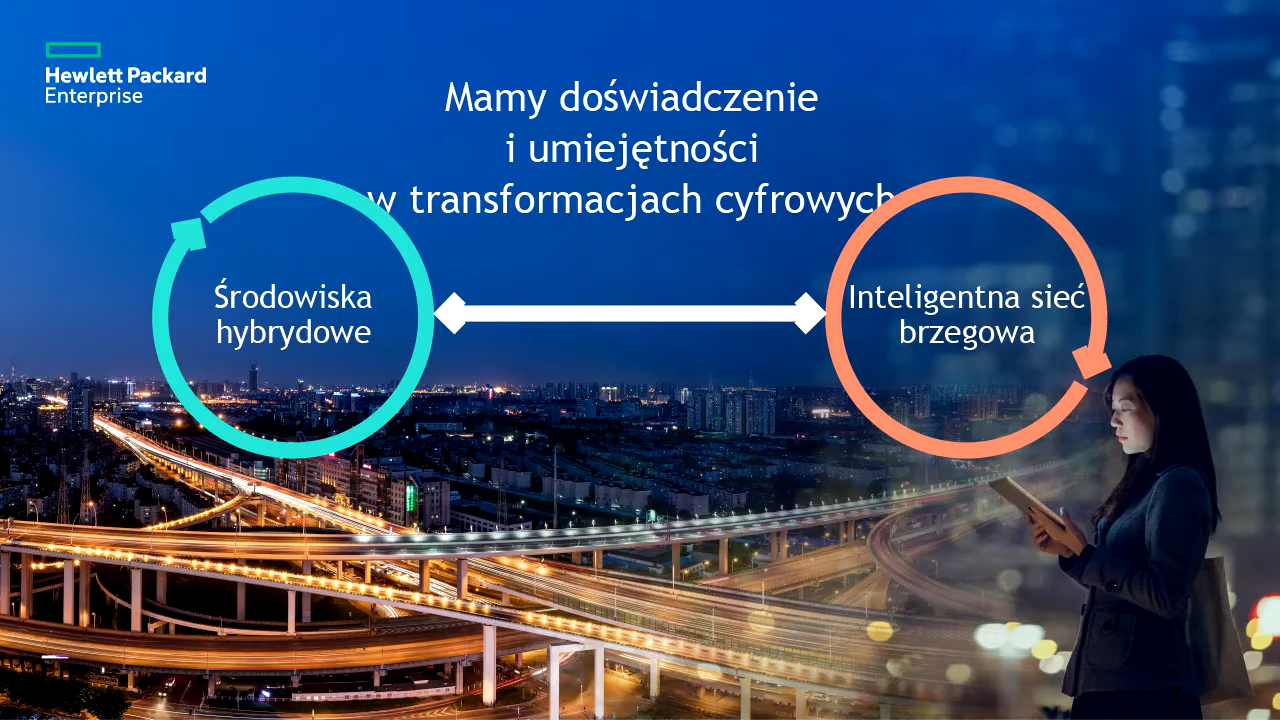 Hewlett Packard
Enterprise
Mamy doświadczenie
i umiejętności
w transformacjach cyfrowych
Środowiska
hybrydowe
Inteligentna sieć
brzegowa